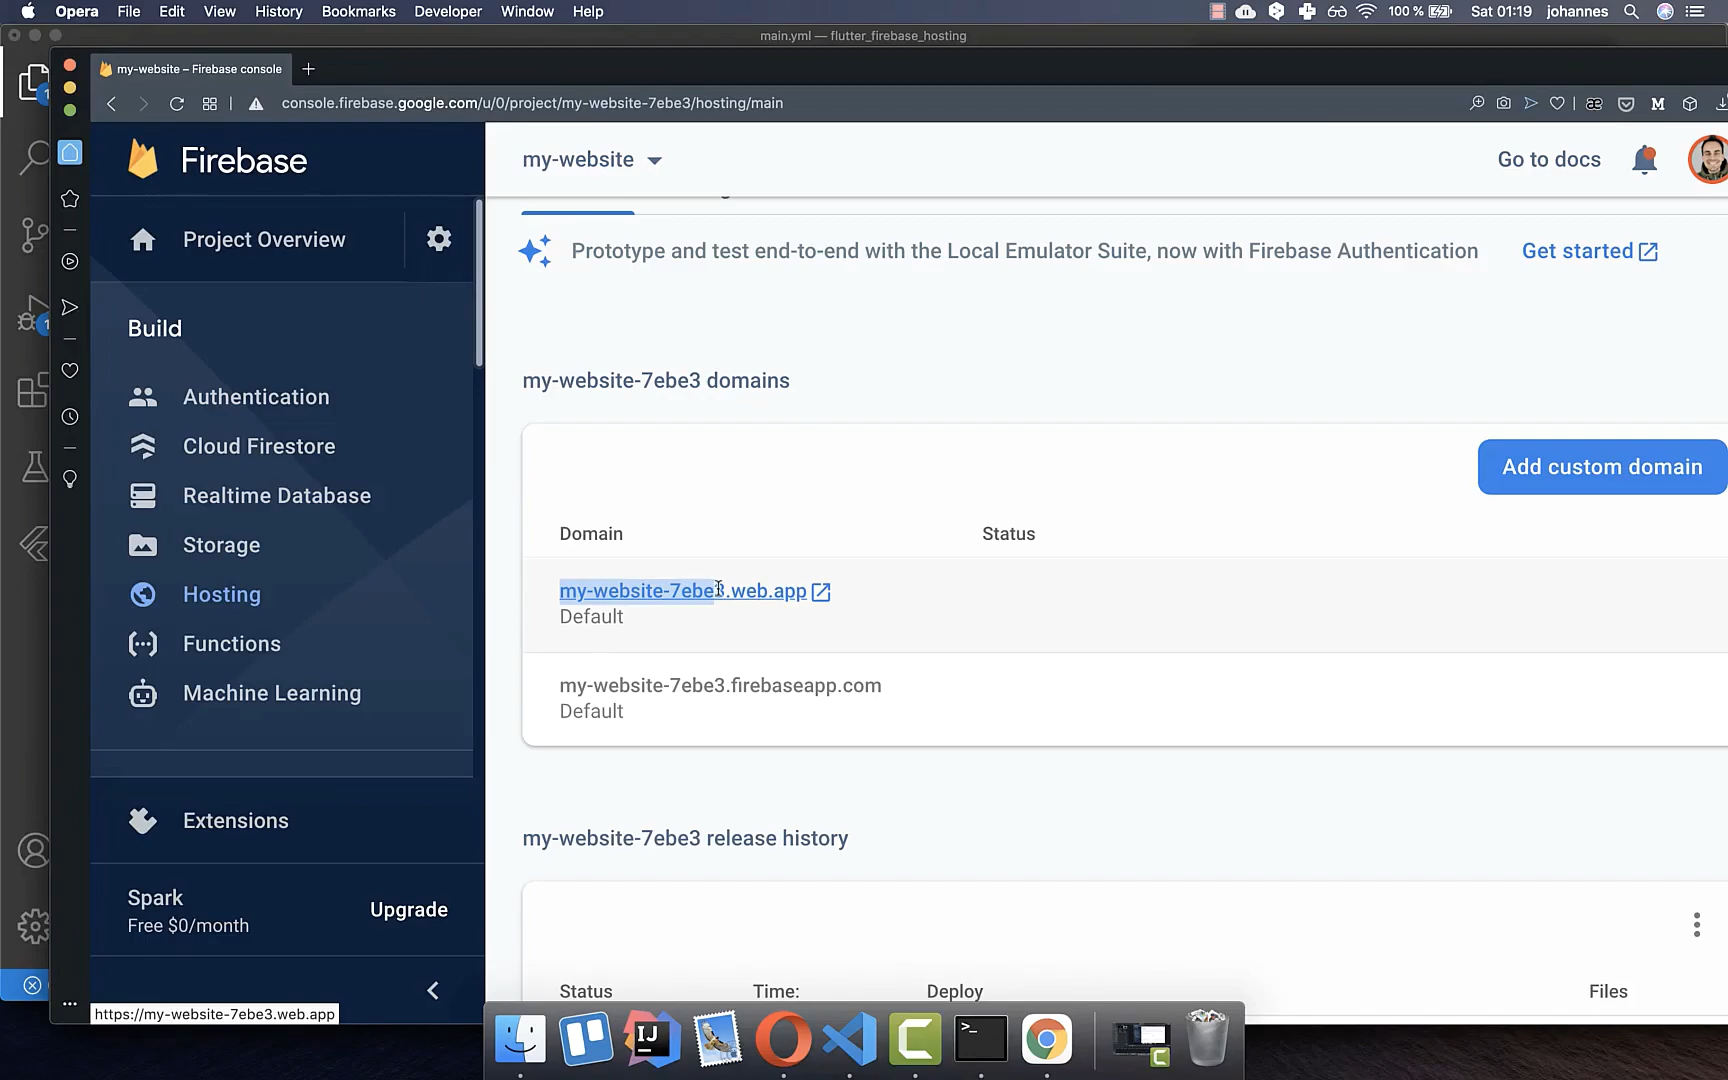 Opera File Edit View History Bookmarks Developer Window Help 100 % Sat 01:19 johannes
main.yml — flutter_firebase_hosting
my-website – Firebase console
console.firebase.google.com/u/0/project/my-website-7ebe3/hosting/main
Firebase
my-website
Go to docs
Project Overview
Prototype and test end-to-end with the Local Emulator Suite, now with Firebase Authentication Get started
Build
my-website-7ebe3 domains
Authentication
Cloud Firestore
Add custom domain
Realtime Database
Domain Status
Storage
Hosting
my-website-7ebe3.web.app
Default
Functions
Machine Learning
my-website-7ebe3.firebaseapp.com
Default
Extensions
my-website-7ebe3 release history
Spark
Free $0/month
Upgrade
Status Time: Deploy Files
https://my-website-7ebe3.web.app